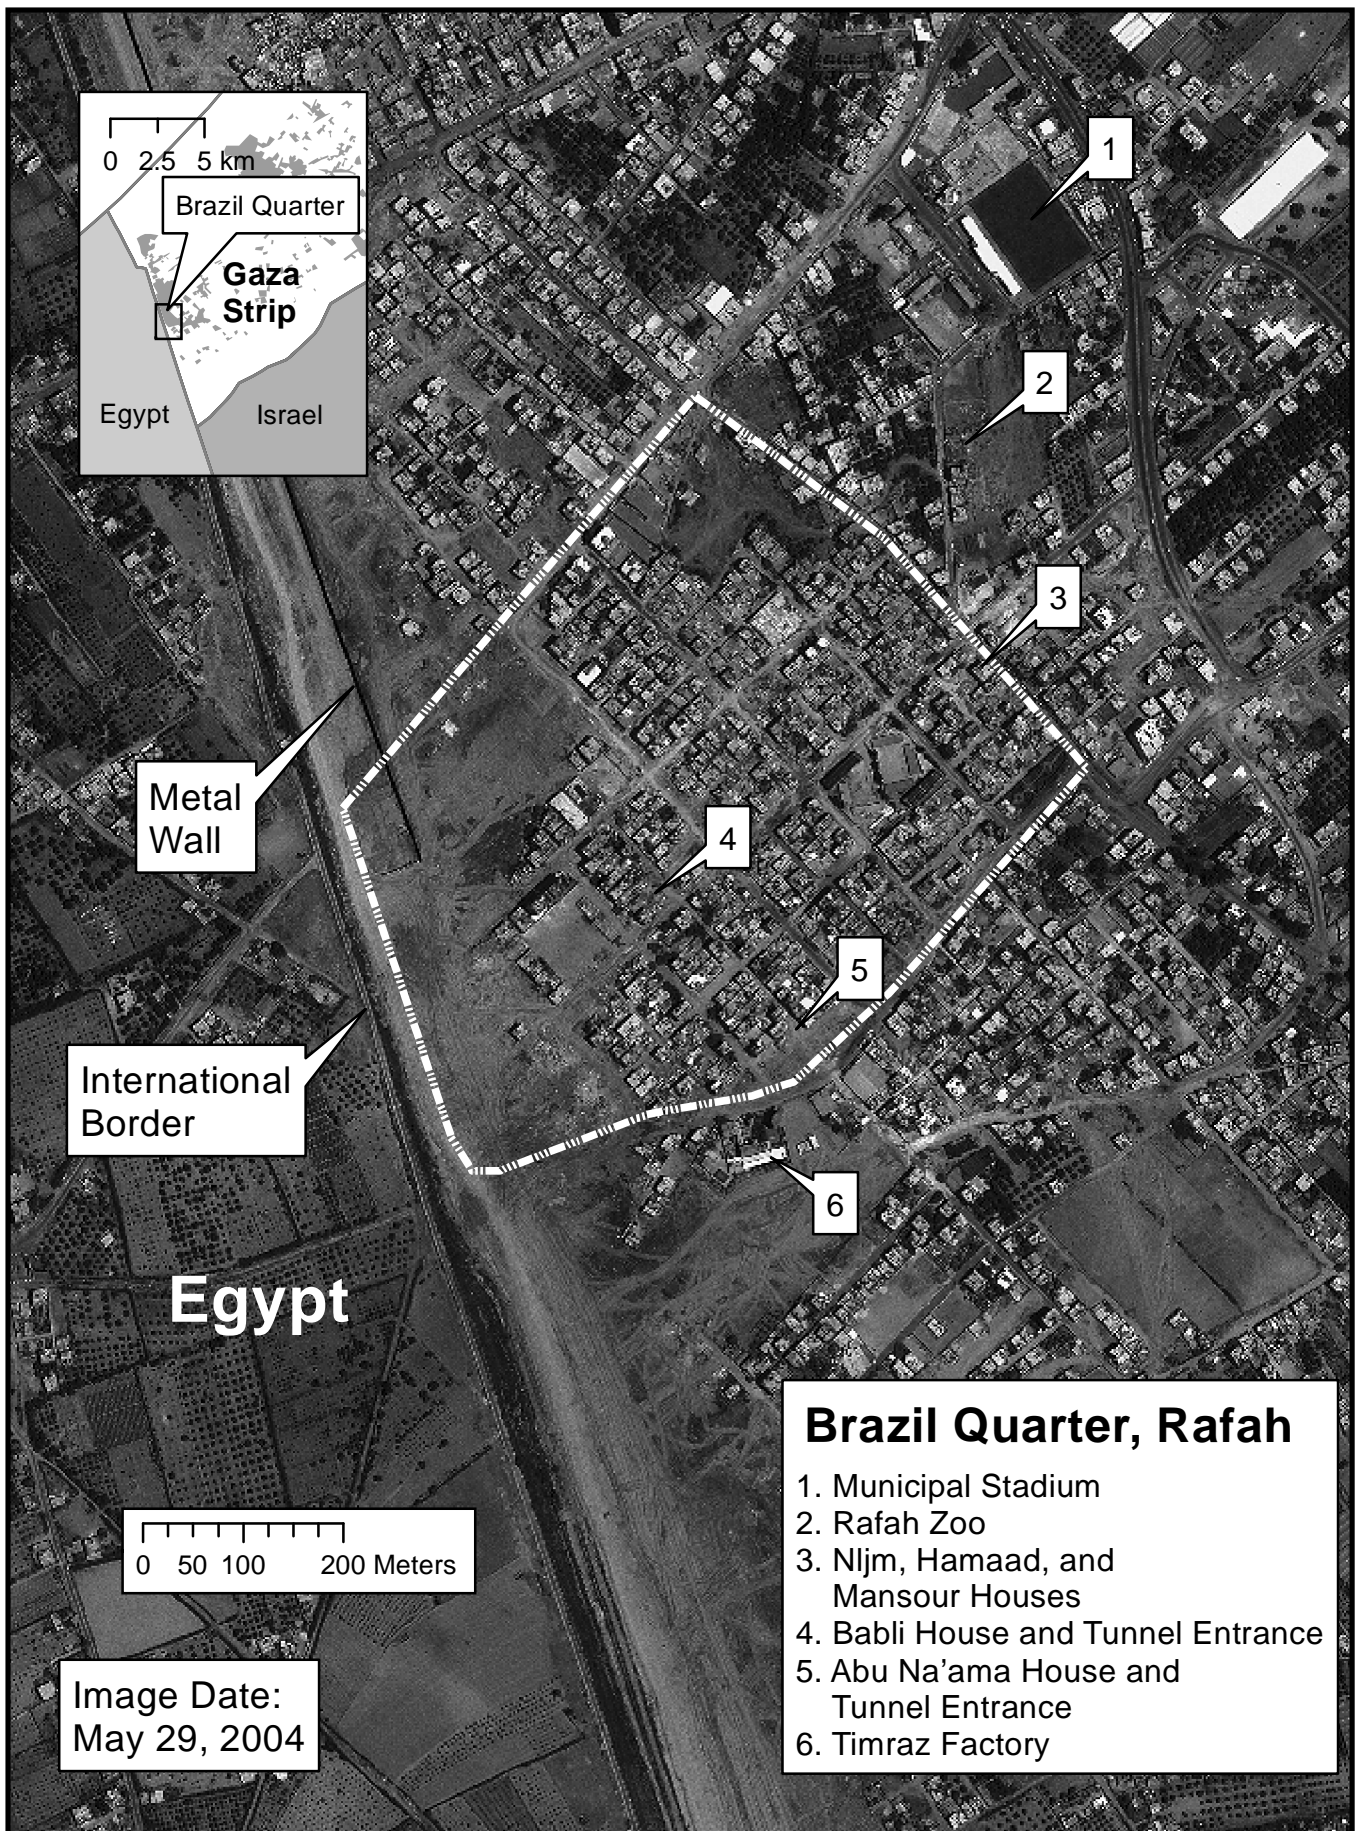 0 2.5 5 km
Brazil Quarter
Gaza
Strip
Egypt
Israel
1
2
3
Metal
Wall
4
5
International
Border
6
Egypt
Brazil Quarter, Rafah
1. Municipal Stadium
2. Rafah Zoo
3. Nljm, Hamaad, and
Mansour Houses
4. Babli House and Tunnel Entrance
5. Abu Na’ama House and
Tunnel Entrance
6. Timraz Factory
0 50 100 200 Meters
Image Date:
May 29, 2004